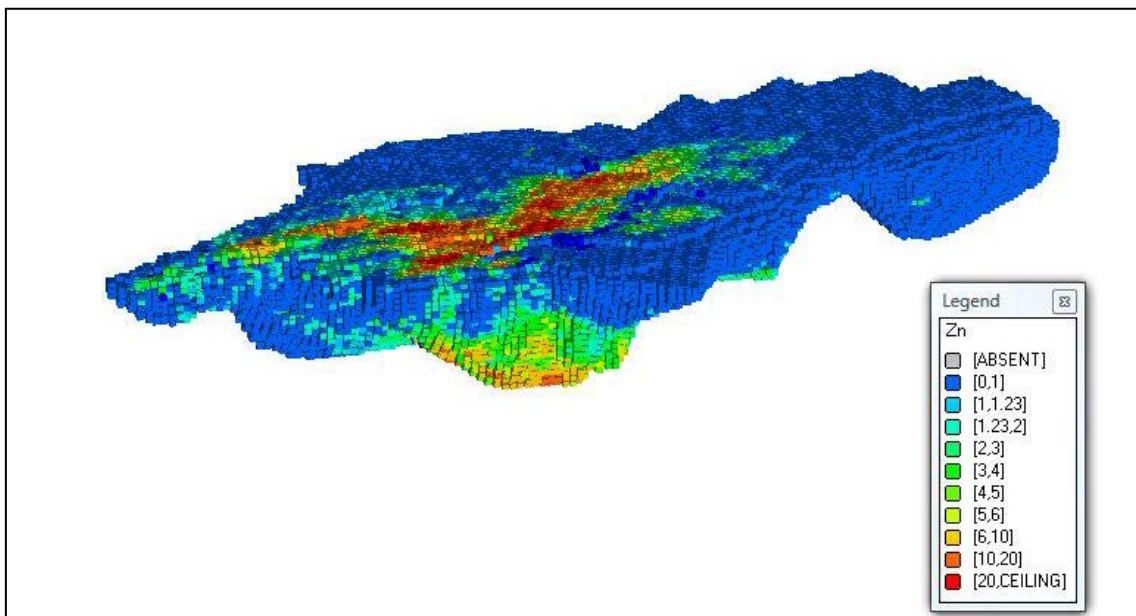 Legend
Zn
[ABSENT]
[0,1]
[1,1.23]
[1.23,2]
[2,3]
[3,4]
[4,5]
[5,6]
[6,10]
[10,20]
[20,CEILING]